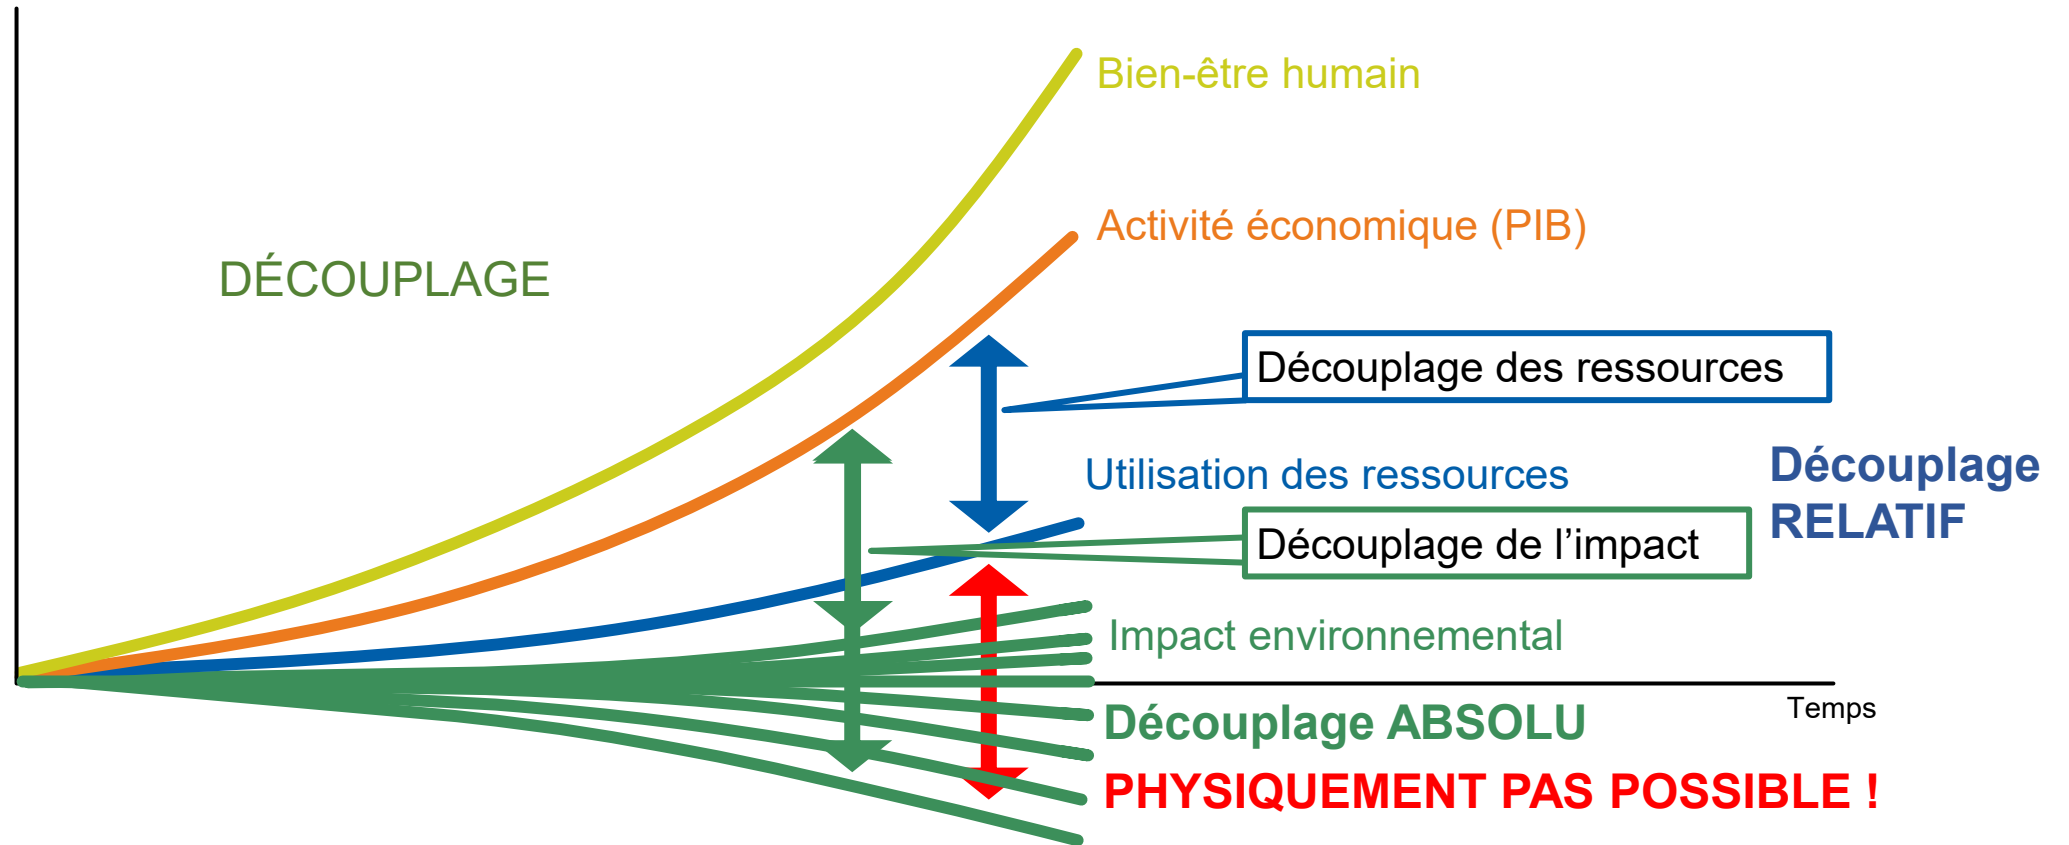 Bien-être humain
Activité économique (PIB)
DÉCOUPLAGE
Découplage des ressources
Utilisation des ressources
Découplage
RELATIF
Découplage de l’impact
Impact environnemental
Temps
Découplage ABSOLU
PHYSIQUEMENT PAS POSSIBLE !